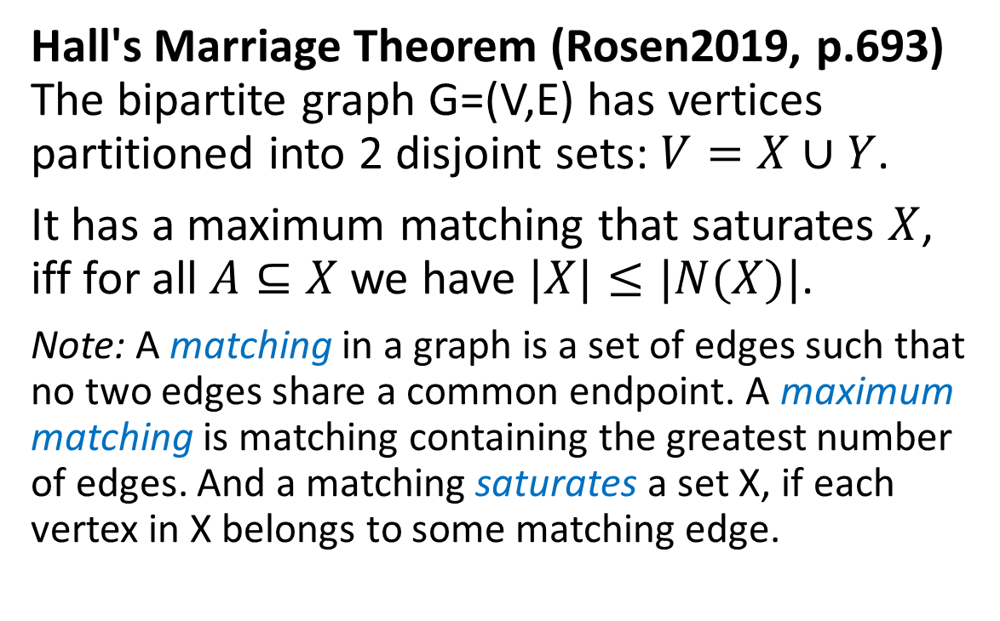 Hall's Marriage Theorem (Rosen2019, p.693)
The bipartite graph G=(V,E) has vertices
partitioned into 2 disjoint sets: V = X ∪ Y.
It has a maximum matching that saturates X,
iff for all A ⊆ X we have |X| ≤ |N(X)|.
Note: A matching in a graph is a set of edges such that
no two edges share a common endpoint. A maximum
matching is matching containing the greatest number
of edges. And a matching saturates a set X, if each
vertex in X belongs to some matching edge.